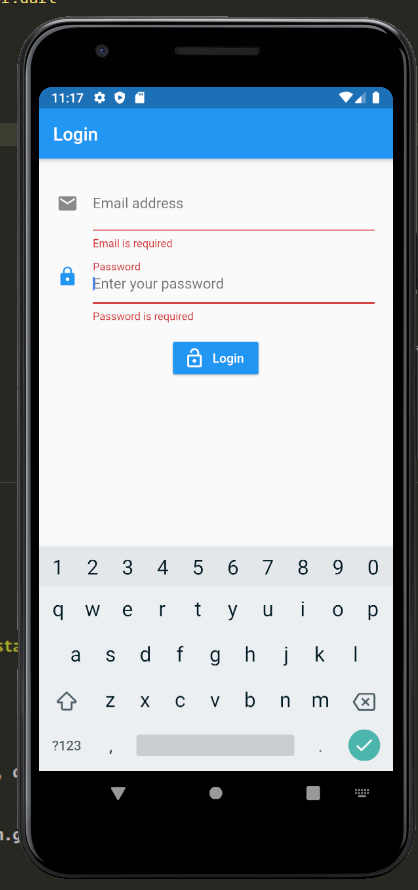 11:17
Login
Email address
Email is required
Password
Enter your password
Password is required
Login
1 2 3 4 5 6 7 8 9 0
q w e r t y u i o p
a s d f g h j k l
z x c v b n m
?123 , .